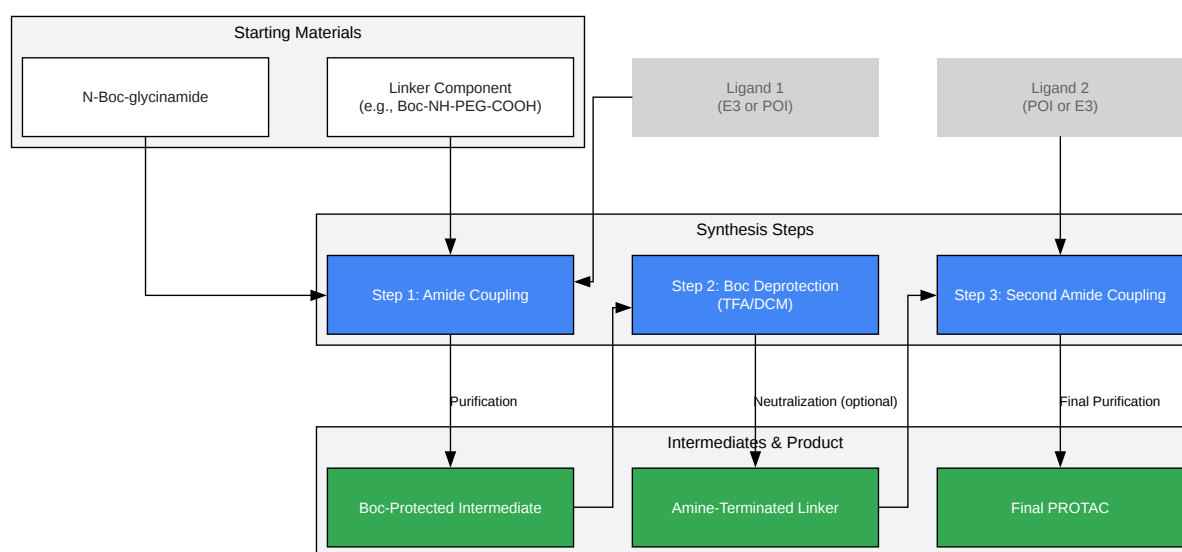 Starting Materials
N-Boc-glycinamide
Linker Component
(e.g., Boc-NH-PEG-COOH)
Ligand 1
(E3 or POI)
Ligand 2
(POI or E3)
Synthesis Steps
Step 1: Amide Coupling
Step 2: Boc Deprotection
(TFA/DCM)
Step 3: Second Amide Coupling
Purification
Neutralization (optional)
Final Purification
Intermediates & Product
Boc-Protected Intermediate
Amine-Terminated Linker
Final PROTAC